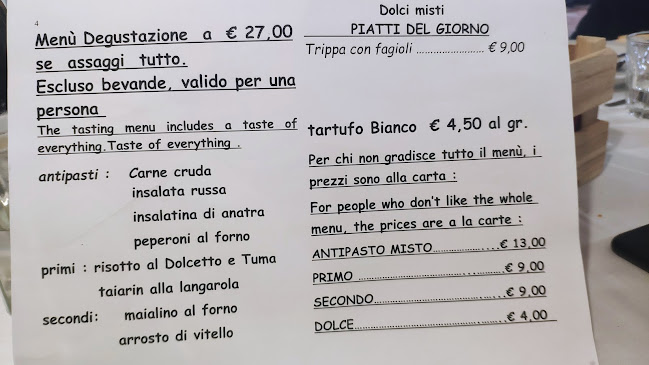 4
Menù Degustazione a € 27,00
se assaggi tutto.
Escluso bevande, valido per una
persona
The tasting menu includes a taste of
everything.Taste of everything .
antipasti : Carne cruda
insalata russa
insalatina di anatra
peperoni al forno
primi : risotto al Dolcetto e Tuma
taiarin alla langarola
secondi: maialino al forno
arrosto di vitello
Dolci misti
PIATTI DEL GIORNO
Trippa con fagioli ........................ € 9,00
tartufo Bianco € 4,50 al gr.
Per chi non gradisce tutto il menù, i
prezzi sono alla carta :
For people who don't like the whole
menu, the prices are a la carte :
ANTIPASTO MISTO.....................€ 13,00
PRIMO ........................................€ 9,00
SECONDO....................................€ 9,00
DOLCE.........................................€ 4,00